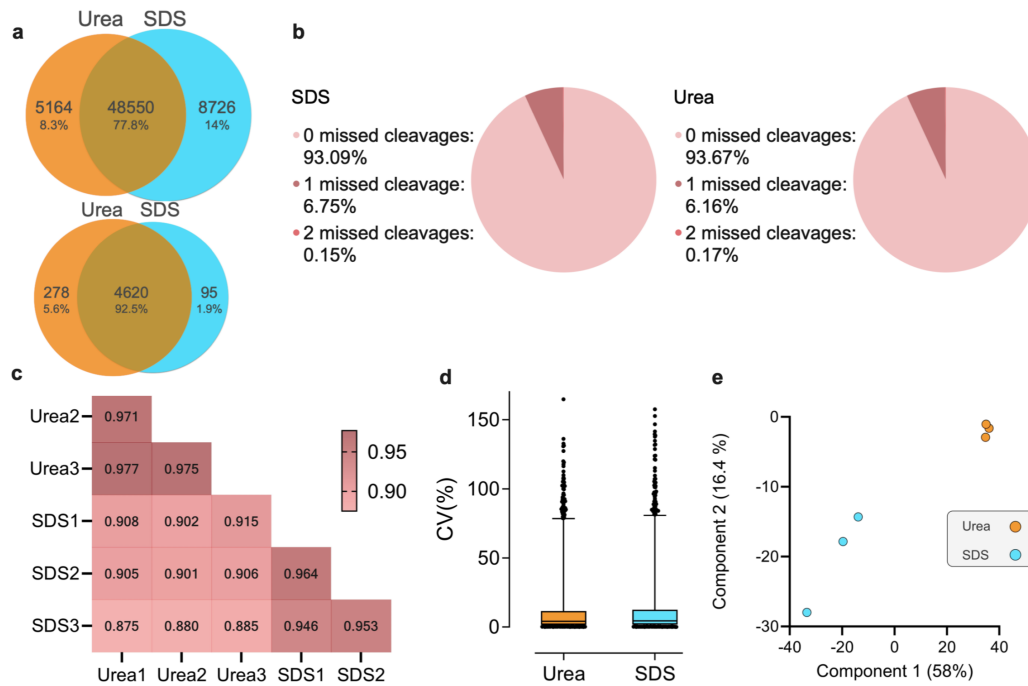 a
Urea SDS
5164 48550 8726
8.3% 77.8% 14%
Urea SDS
278 4620 95
5.6% 92.5% 1.9%
b
SDS
0 missed cleavages:
93.09%
1 missed cleavage:
6.75%
2 missed cleavages:
0.15%
Urea
0 missed cleavages:
93.67%
1 missed cleavage:
6.16%
2 missed cleavages:
0.17%
c
Urea2 0.971
Urea3 0.977 0.975
SDS1 0.908 0.902 0.915
SDS2 0.905 0.901 0.906 0.964
SDS3 0.875 0.880 0.885 0.946 0.953
Urea1 Urea2 Urea3 SDS1 SDS2
0.95
0.90
d
CV(%)
150
100
50
0
Urea SDS
e
Component 2 (16.4 %)
0
-10
-20
-30
-40 -20 0 20 40
Component 1 (58%)
Urea
SDS